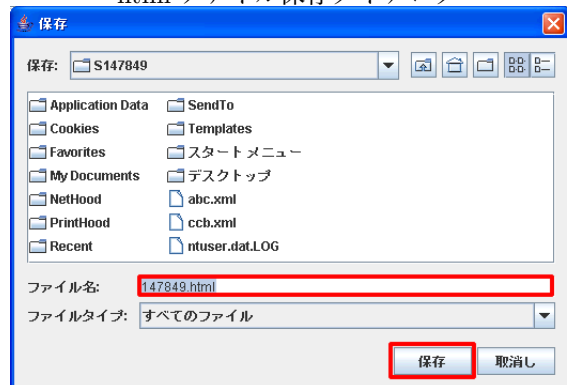 html ファイル保存ダイアログ
保存
保存: S147849
Application Data
Cookies
Favorites
My Documents
NetHood
PrintHood
Recent
SendTo
Templates
スタート メニュー
デスクトップ
abc.xml
ccb.xml
ntuser.dat.LOG
ファイル名: 147849.html
ファイルタイプ: すべてのファイル
保存 取消し